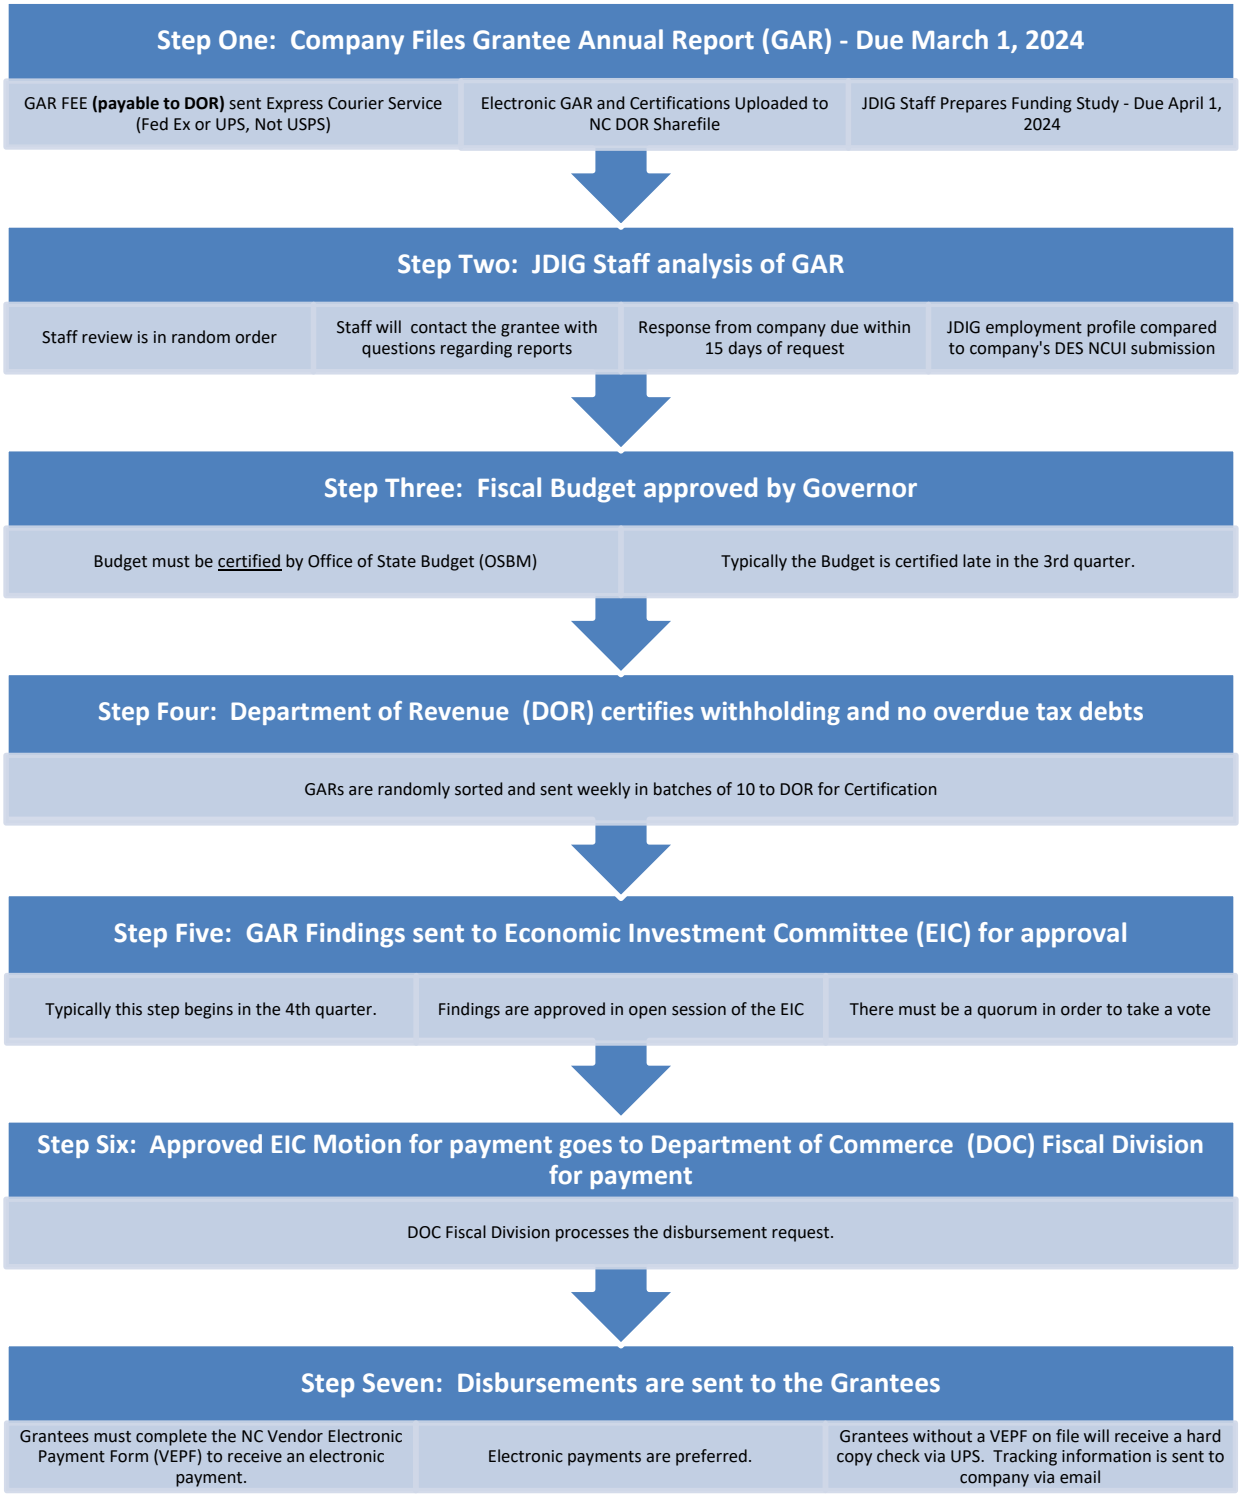 Step One:  Company Files Grantee Annual Report (GAR) - Due March 1, 2024
GAR FEE (payable to DOR) sent Express Courier Service
(Fed Ex or UPS, Not USPS)
Electronic GAR and Certifications Uploaded to
NC DOR Sharefile
JDIG Staff Prepares Funding Study - Due April 1,
2024
Step Two:  JDIG Staff analysis of GAR
Staff review is in random order
Staff will  contact the grantee with
questions regarding reports
Response from company due within
15 days of request
JDIG employment profile compared
to company's DES NCUI submission
Step Three:  Fiscal Budget approved by Governor
Budget must be certified by Office of State Budget (OSBM)
Typically the Budget is certified late in the 3rd quarter.
Step Four:  Department of Revenue  (DOR) certifies withholding and no overdue tax debts
GARs are randomly sorted and sent weekly in batches of 10 to DOR for Certification
Step Five:  GAR Findings sent to Economic Investment Committee (EIC) for approval
Typically this step begins in the 4th quarter.
Findings are approved in open session of the EIC
There must be a quorum in order to take a vote
Step Six:  Approved EIC Motion for payment goes to Department of Commerce  (DOC) Fiscal Division
for payment
DOC Fiscal Division processes the disbursement request.
Step Seven:  Disbursements are sent to the Grantees
Grantees must complete the NC Vendor Electronic
Payment Form (VEPF) to receive an electronic
payment.
Electronic payments are preferred.
Grantees without a VEPF on file will receive a hard
copy check via UPS.  Tracking information is sent to
company via email